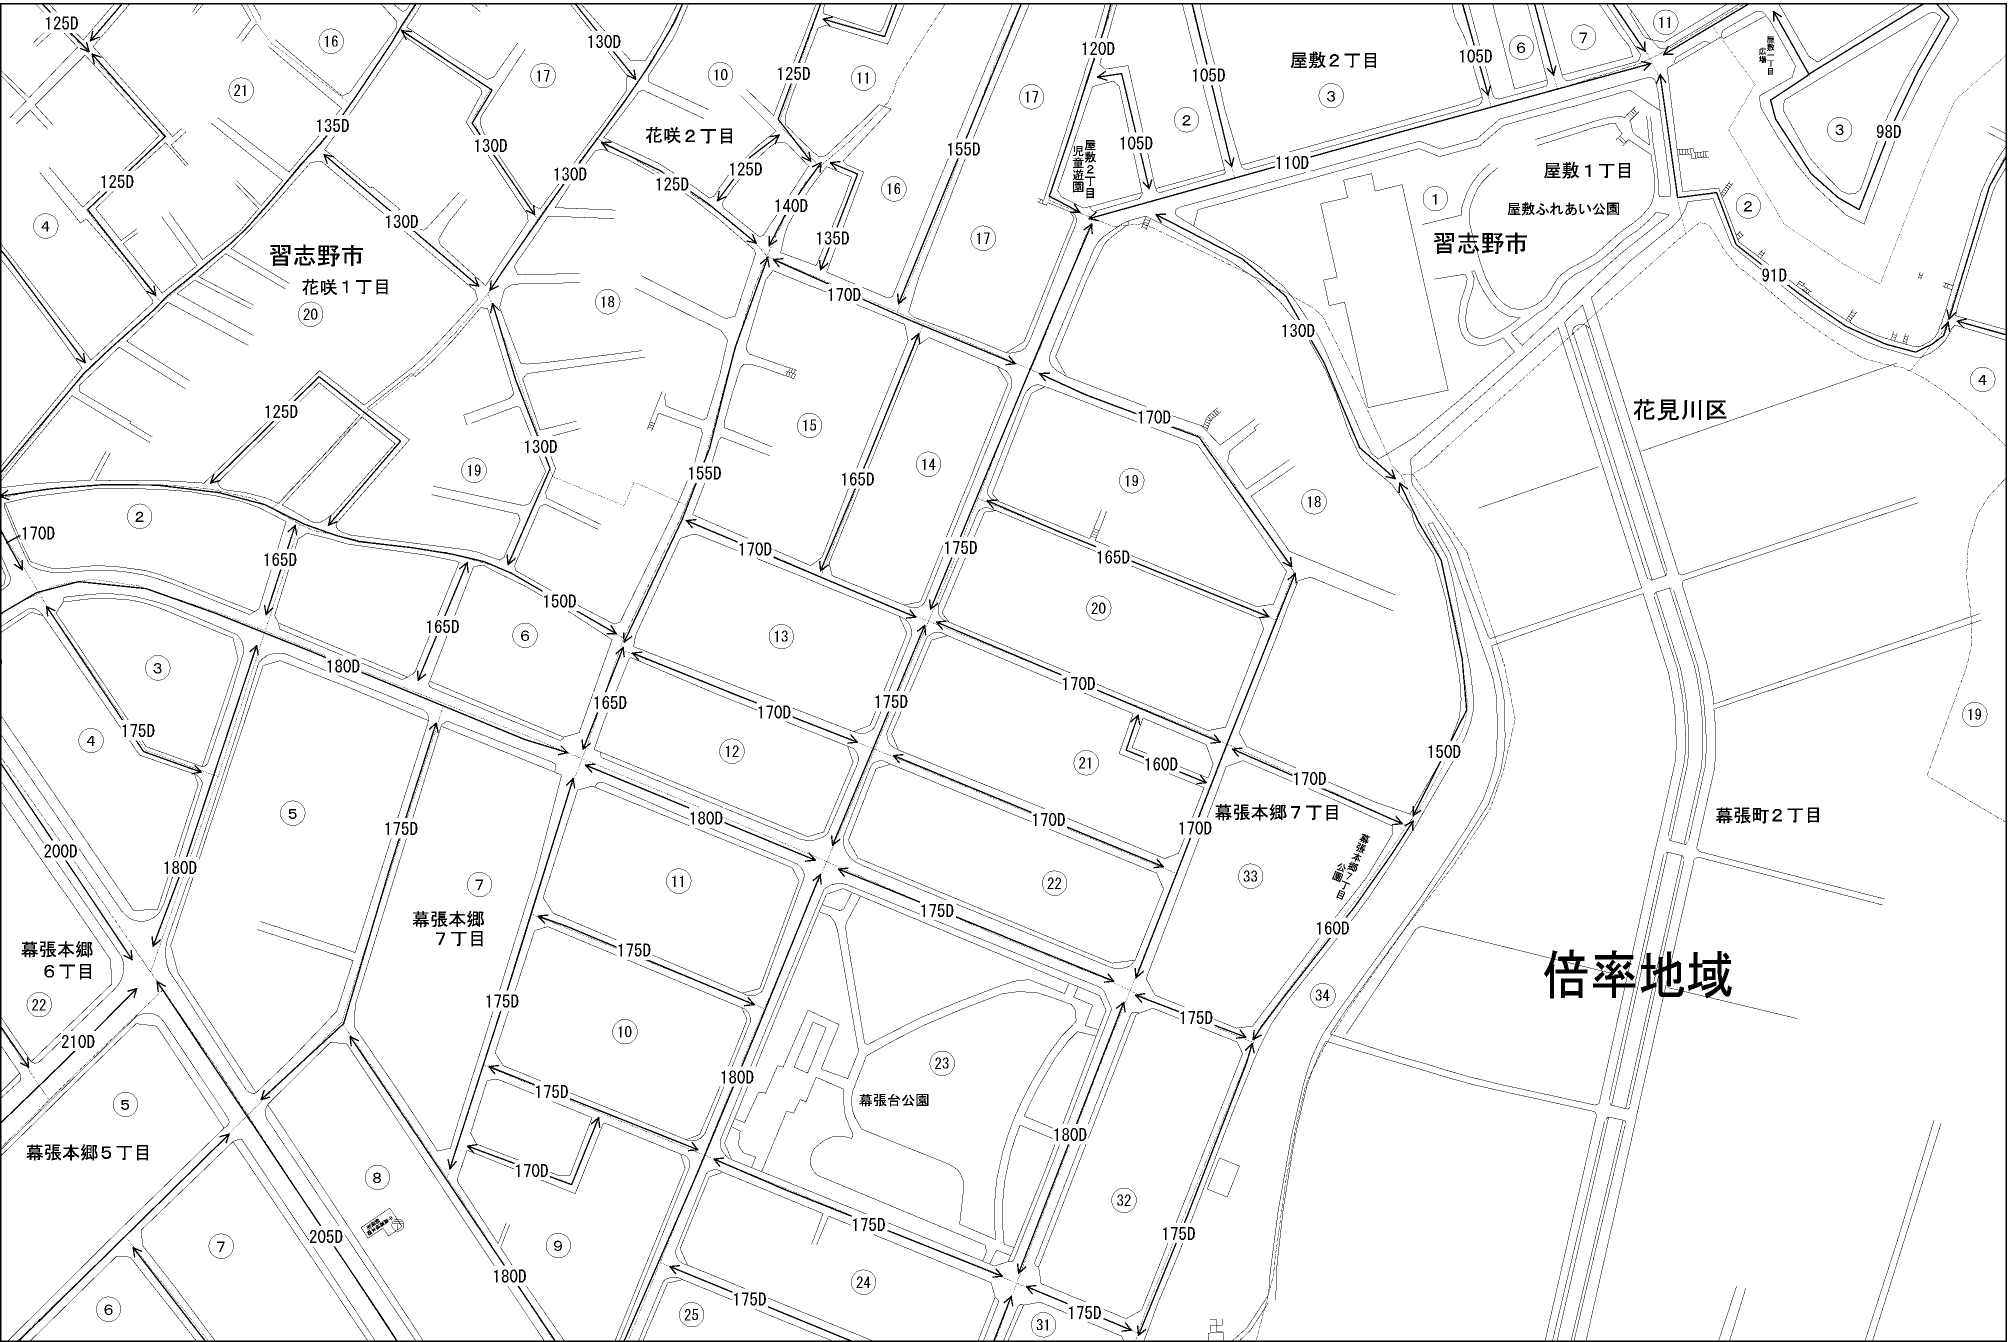 125D
16
17
130D
10
125D
11
17
120D
105D
2
屋敷２丁目
3
105D
6
7
11
屋敷一丁目
広場
3
98D
21
135D
130D
花咲２丁目
125D
125D
130D
155D
屋敷２丁目
児童遊園
105D
110D
屋敷１丁目
屋敷ふれあい公園
1
2
125D
4
130D
140D
135D
16
17
習志野市
花咲１丁目
20
習志野市
91D
18
170D
130D
4
125D
130D
19
15
14
170D
花見川区
155D
165D
19
18
2
170D
165D
150D
170D
175D
165D
165D
6
13
20
3
180D
175D
4
165D
170D
175D
170D
19
12
21
160D
170D
150D
5
175D
180D
170D
170D
幕張本郷７丁目
幕張町２丁目
200D
180D
7
11
22
33
幕張本郷７丁目
公園
幕張本郷
７丁目
175D
160D
幕張本郷
６丁目
22
175D
倍率地域
34
175D
210D
10
175D
23
180D
175D
幕張台公園
5
180D
幕張本郷５丁目
170D
8
32
7
205D
9
175D
175D
180D
24
6
175D
25
31
175D